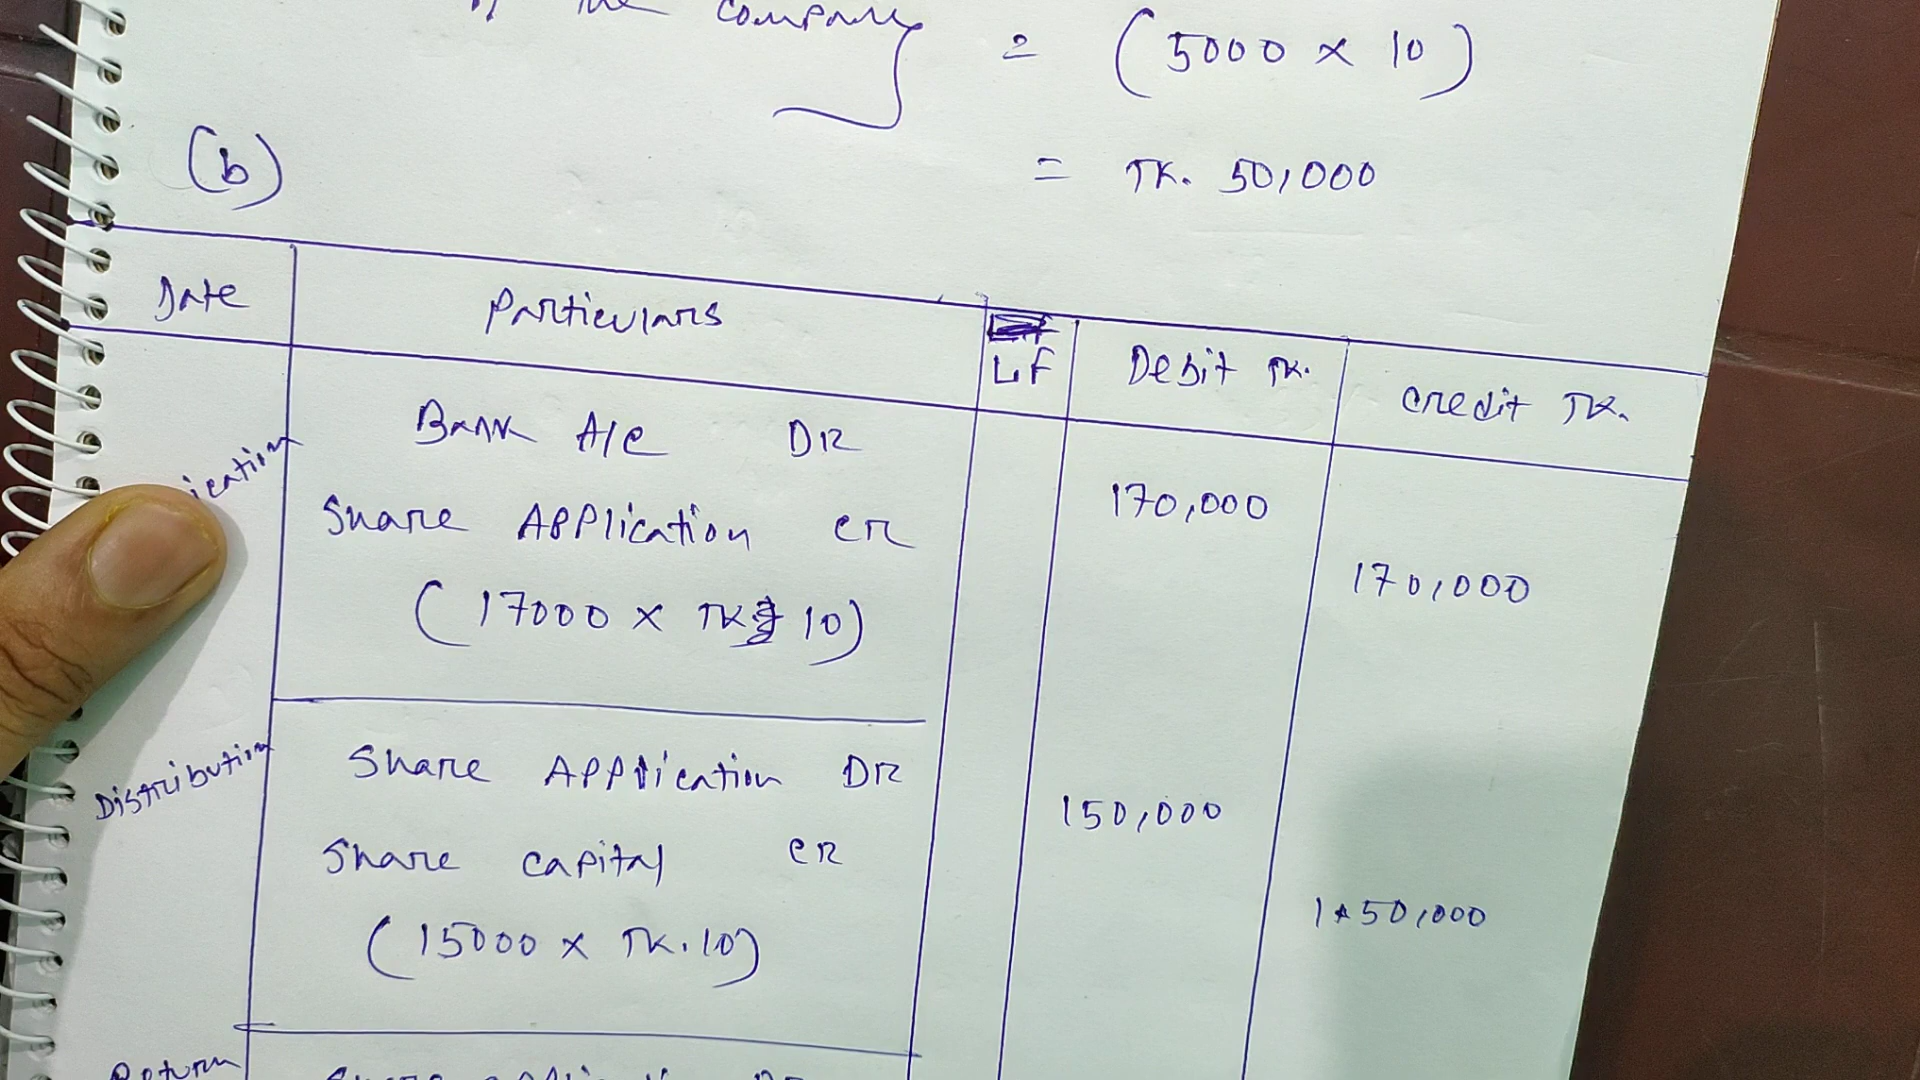 the company = (5000 × 10)
(b) = TK. 50,000
Date Particulars LF Debit TK. Credit TK.
Bank A/C DR 170,000
Share Application CR 170,000
(17000 × TK 10)
Distribution Share Application DR 150,000
Share capital CR 150,000
(15000 × TK. 10)
Return